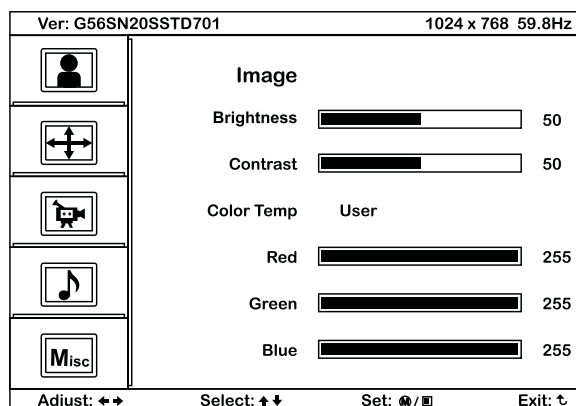 Ver: G56SN20SSTD701 1024 x 768 59.8Hz
Image
Brightness 50
Contrast 50
Color Temp User
Red 255
Green 255
Blue 255
Misc
Adjust: Select: Set: M/ Exit: